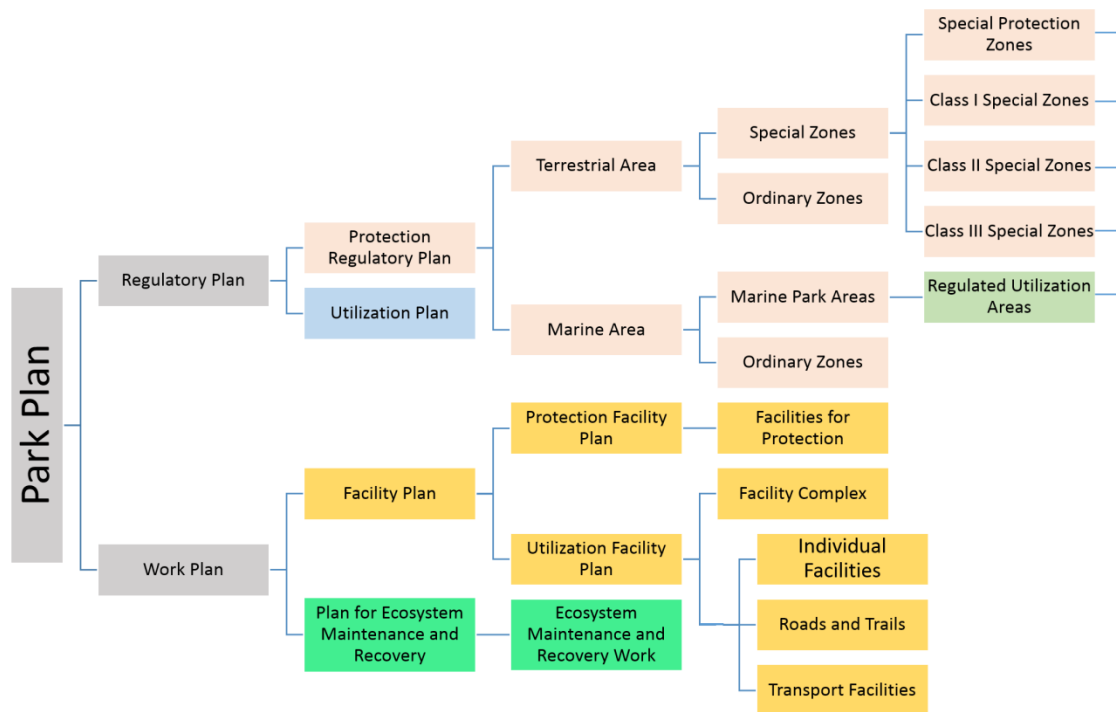 Park Plan
Regulatory Plan
Work Plan
Protection
Regulatory Plan
Utilization Plan
Facility Plan
Plan for Ecosystem
Maintenance and
Recovery
Terrestrial Area
Marine Area
Protection Facility
Plan
Utilization Facility
Plan
Ecosystem
Maintenance and
Recovery Work
Special Zones
Ordinary Zones
Marine Park Areas
Ordinary Zones
Facilities for
Protection
Facility Complex
Individual
Facilities
Roads and Trails
Transport Facilities
Special Protection
Zones
Class I Special Zones
Class II Special Zones
Class III Special Zones
Regulated Utilization
Areas